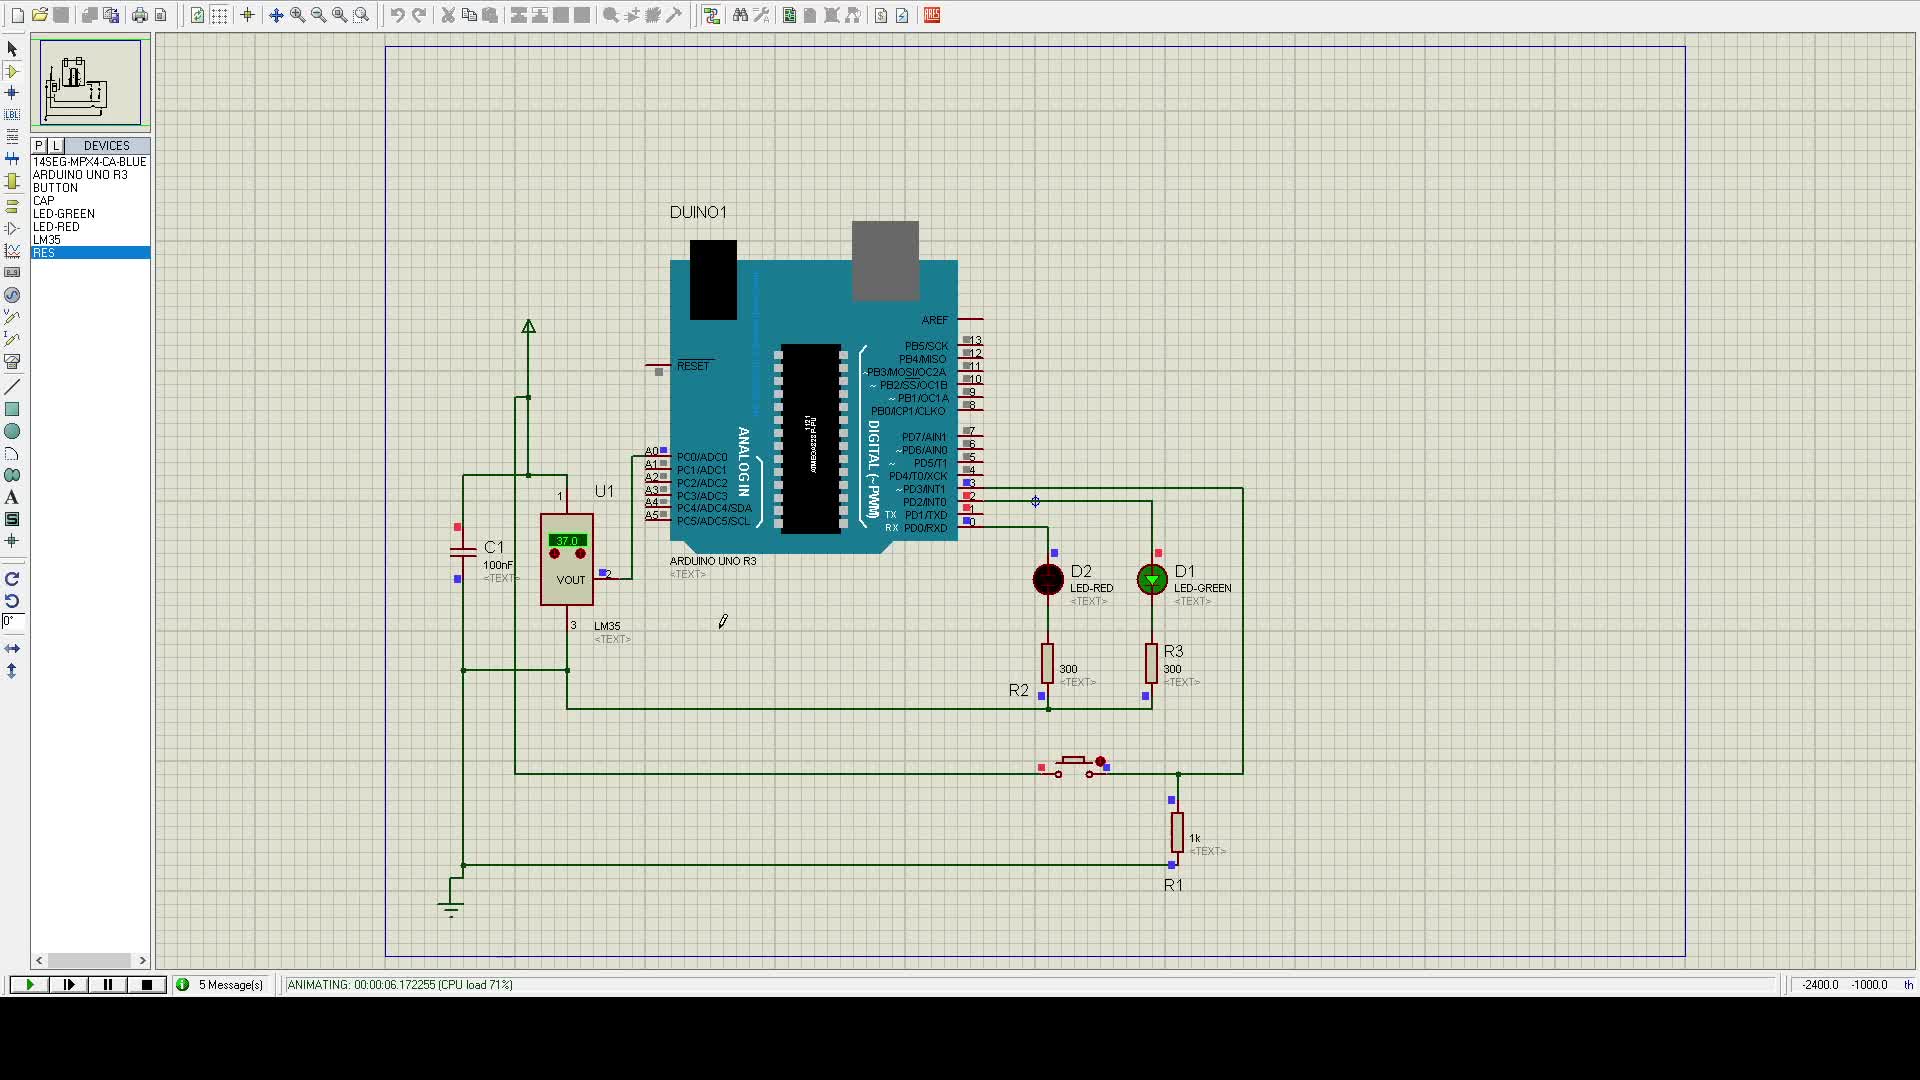 LBL
A
S
0°
P L DEVICES
14SEG-MPX4-CA-BLUE
ARDUINO UNO R3
BUTTON
CAP
LED-GREEN
LED-RED
LM35
RES
ARES
DUINO1
AREF
PB5/SCK 13
PB4/MISO 12
~PB3/MOSI/OC2A 11
~ PB2/SS/OC1B 10
~ PB1/OC1A 9
PB0/ICP1/CLKO 8
RESET
PD7/AIN1 7
~PD6/AIN0 6
~ PD5/T1 5
PD4/T0/XCK 4
~PD3/INT1 3
PD2/INT0 2
TX PD1/TXD 1
RX PD0/RXD 0
ANALOG IN
DIGITAL (~PWM)
A0 PC0/ADC0
A1 PC1/ADC1
A2 PC2/ADC2
A3 PC3/ADC3
A4 PC4/ADC4/SDA
A5 PC5/ADC5/SCL
ARDUINO UNO R3
<TEXT>
U1
1
37.0
VOUT 2
3 LM35
<TEXT>
C1
100nF
<TEXT>
D2
LED-RED
<TEXT>
D1
LED-GREEN
<TEXT>
R2
300
<TEXT>
R3
300
<TEXT>
1k
<TEXT>
R1
5 Message(s)
ANIMATING: 00:00:06.172255 (CPU load 71%)
-2400.0 -1000.0 th